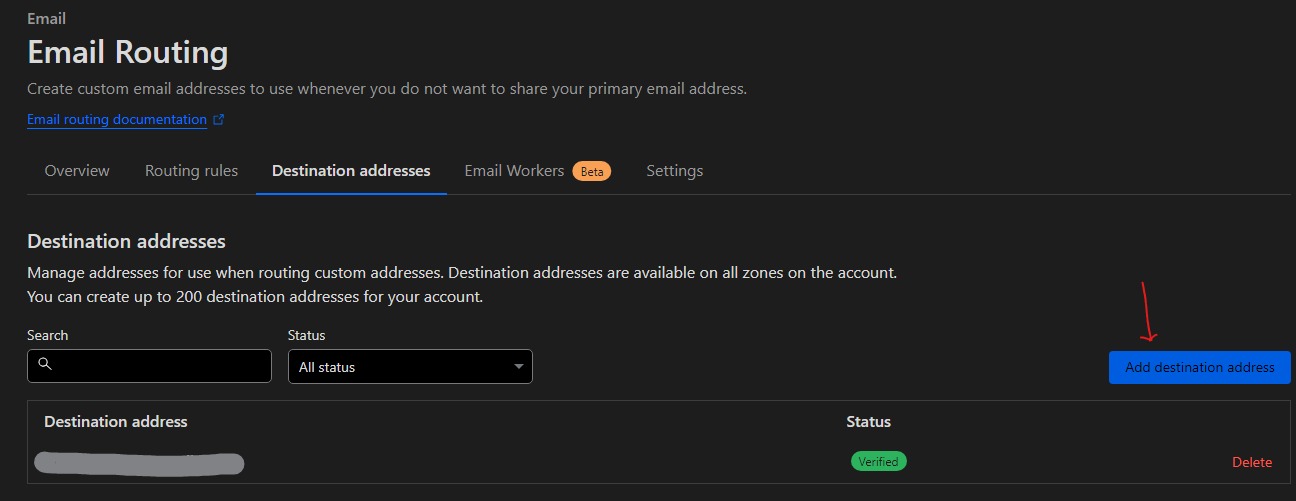 Email
Email Routing
Create custom email addresses to use whenever you do not want to share your primary email address.
Email routing documentation
Overview Routing rules Destination addresses Email Workers Beta Settings
Destination addresses
Manage addresses for use when routing custom addresses. Destination addresses are available on all zones on the account.
You can create up to 200 destination addresses for your account.
Search Status
All status Add destination address
Destination address Status
Verified Delete